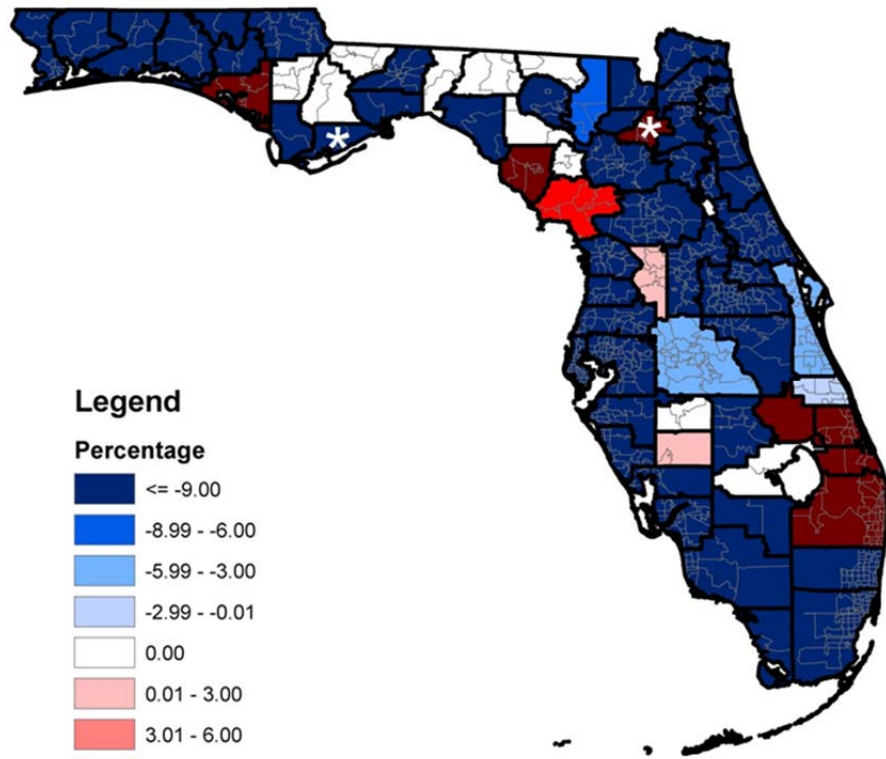 *
*
Legend
Percentage
<= -9.00
-8.99 - -6.00
-5.99 - -3.00
-2.99 - -0.01
0.00
0.01 - 3.00
3.01 - 6.00